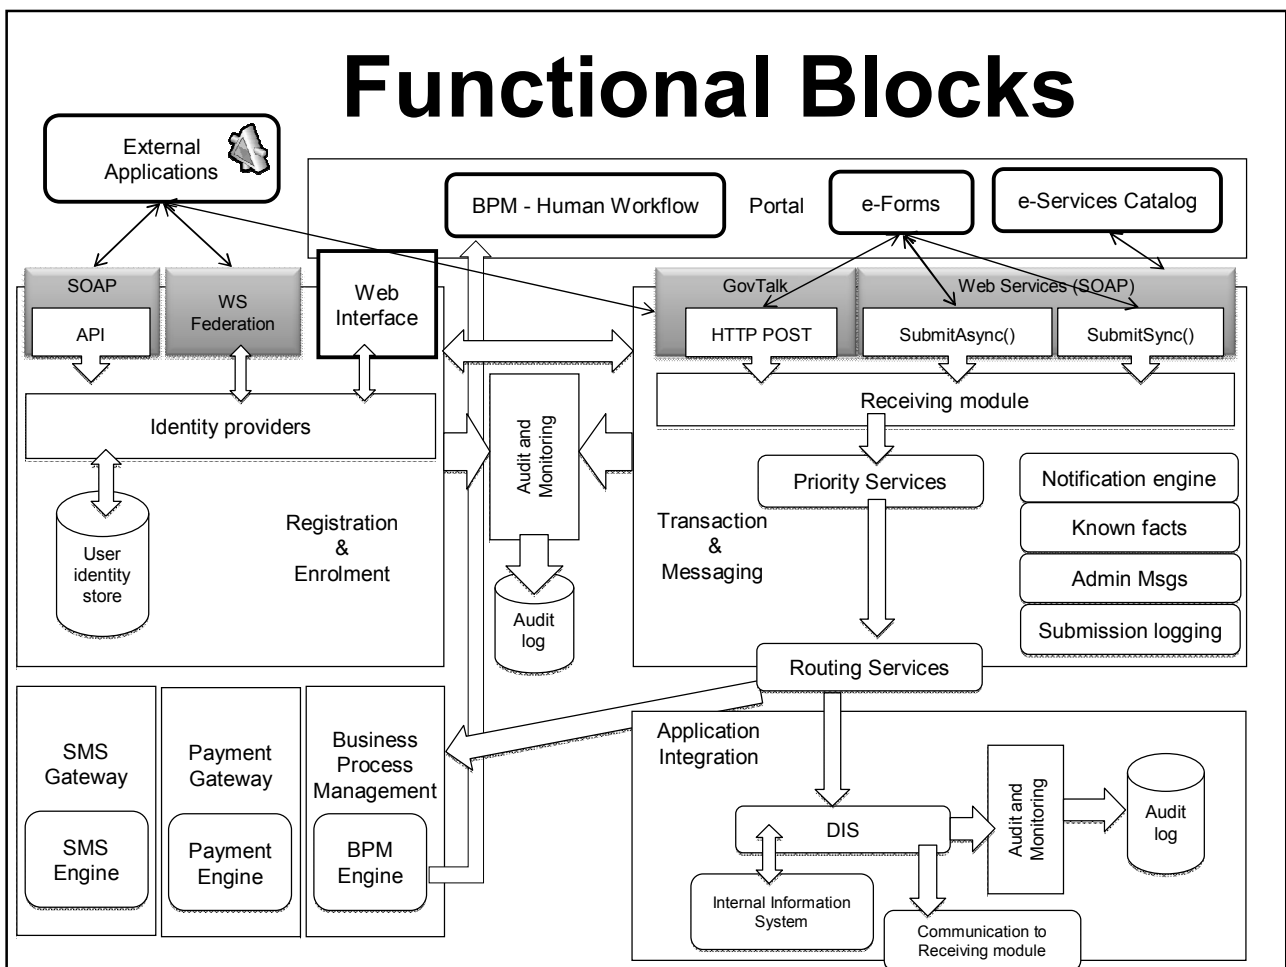 Functional Blocks
External
Applications
BPM - Human Workflow
Portal
e-Forms
e-Services Catalog
SOAP
API
WS
Federation
Web
Interface
GovTalk
HTTP POST
Web Services (SOAP)
SubmitAsync()
SubmitSync()
Identity providers
Audit and
Monitoring
Receiving module
Priority Services
Notification engine
Known facts
Admin Msgs
Submission logging
User
identity
store
Registration
&
Enrolment
Transaction
&
Messaging
Audit
log
Routing Services
SMS
Gateway
SMS
Engine
Payment
Gateway
Payment
Engine
Business
Process
Management
BPM
Engine
Application
Integration
DIS
Audit and
Monitoring
Audit
log
Internal Information
System
Communication to
Receiving module